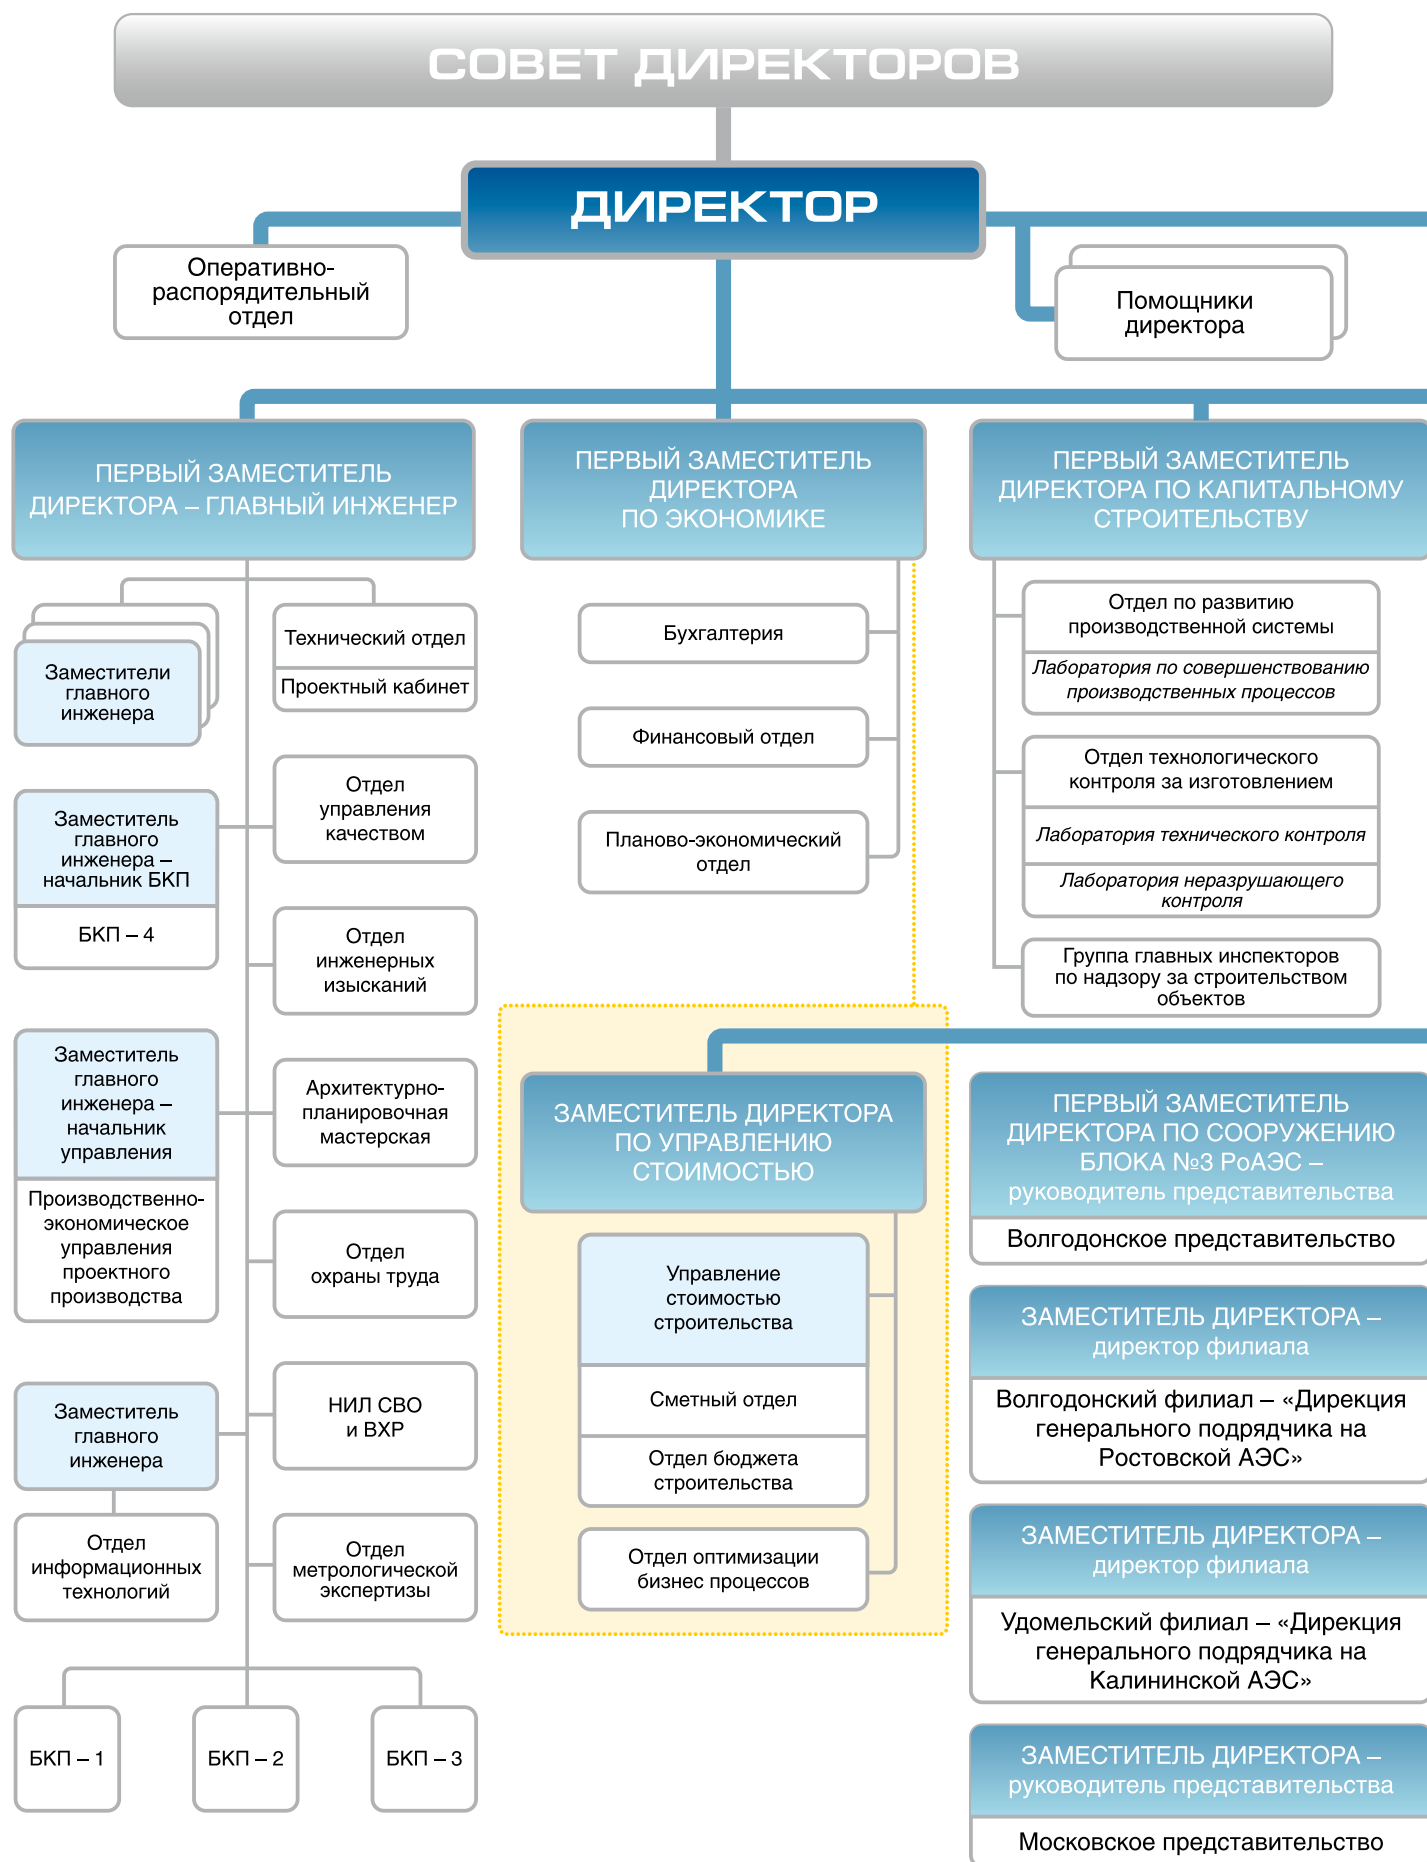 СОВЕТ ДИРЕКТОРОВ
ДИРЕКТОР
Оперативно-
распорядительный
отдел
Помощники
директора
ПЕРВЫЙ ЗАМЕСТИТЕЛЬ
ДИРЕКТОРА – ГЛАВНЫЙ ИНЖЕНЕР
Заместители
главного
инженера
Технический отдел
Проектный кабинет
Заместитель
главного
инженера –
начальник БКП
БКП – 4
Отдел
управления
качеством
Отдел
инженерных
изысканий
Заместитель
главного
инженера –
начальник
управления
Производственно-
экономическое
управления
проектного
производства
Архитектурно-
планировочная
мастерская
Отдел
охраны труда
Заместитель
главного
инженера
НИЛ СВО
и ВХР
Отдел
информационных
технологий
Отдел
метрологической
экспертизы
БКП – 1
БКП – 2
БКП – 3
ПЕРВЫЙ ЗАМЕСТИТЕЛЬ
ДИРЕКТОРА
ПО ЭКОНОМИКЕ
Бухгалтерия
Финансовый отдел
Планово-экономический
отдел
ЗАМЕСТИТЕЛЬ ДИРЕКТОРА
ПО УПРАВЛЕНИЮ
СТОИМОСТЬЮ
Управление
стоимостью
строительства
Сметный отдел
Отдел бюджета
строительства
Отдел оптимизации
бизнес процессов
ПЕРВЫЙ ЗАМЕСТИТЕЛЬ
ДИРЕКТОРА ПО КАПИТАЛЬНОМУ
СТРОИТЕЛЬСТВУ
Отдел по развитию
производственной системы
Лаборатория по совершенствованию
производственных процессов
Отдел технологического
контроля за изготовлением
Лаборатория технического контроля
Лаборатория неразрушающего
контроля
Группа главных инспекторов
по надзору за строительством
объектов
ПЕРВЫЙ ЗАМЕСТИТЕЛЬ
ДИРЕКТОРА ПО СООРУЖЕНИЮ
БЛОКА №3 РоАЭС –
руководитель представительства
Волгодонское представительство
ЗАМЕСТИТЕЛЬ ДИРЕКТОРА –
директор филиала
Волгодонский филиал – «Дирекция
генерального подрядчика на
Ростовской АЭС»
ЗАМЕСТИТЕЛЬ ДИРЕКТОРА –
директор филиала
Удомельский филиал – «Дирекция
генерального подрядчика на
Калининской АЭС»
ЗАМЕСТИТЕЛЬ ДИРЕКТОРА –
руководитель представительства
Московское представительство